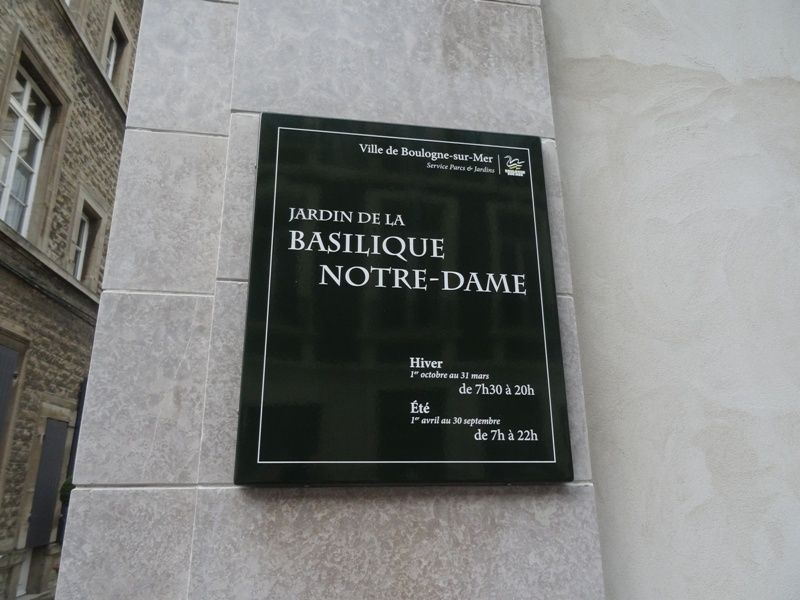 Ville de Boulogne-sur-Mer
Service Parcs & Jardins
JARDIN DE LA
BASILIQUE
NOTRE-DAME
Hiver
1er octobre au 31 mars
de 7h30 à 20h
Été
1er avril au 30 septembre
de 7h à 22h